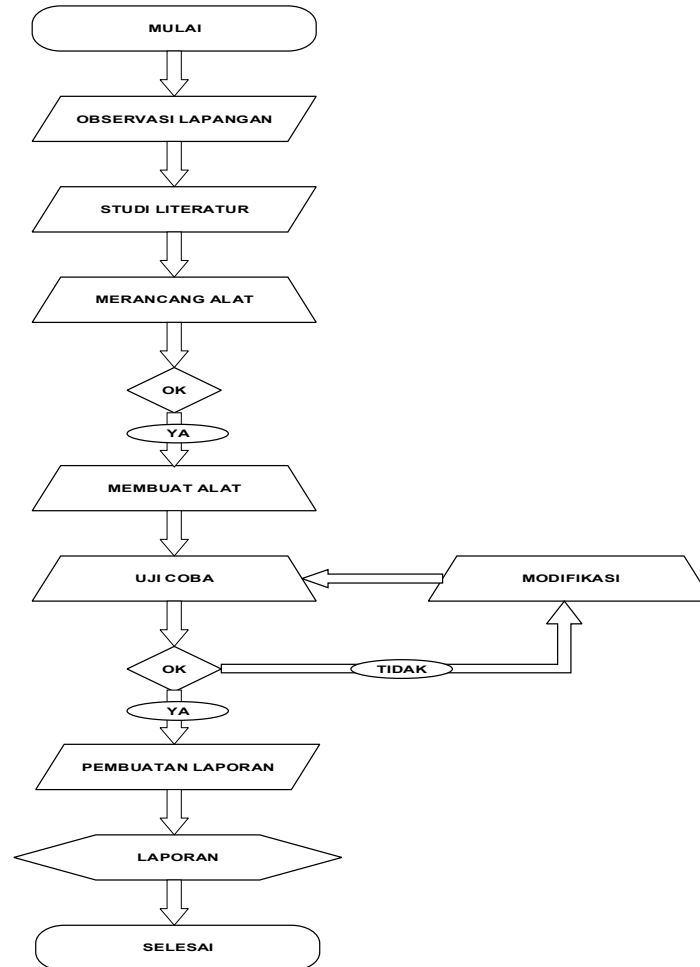 MULAI
OBSERVASI LAPANGAN
STUDI LITERATUR
MERANCANG ALAT
OK
YA
MEMBUAT ALAT
UJI COBA
MODIFIKASI
OK
TIDAK
YA
PEMBUATAN LAPORAN
LAPORAN
SELESAI